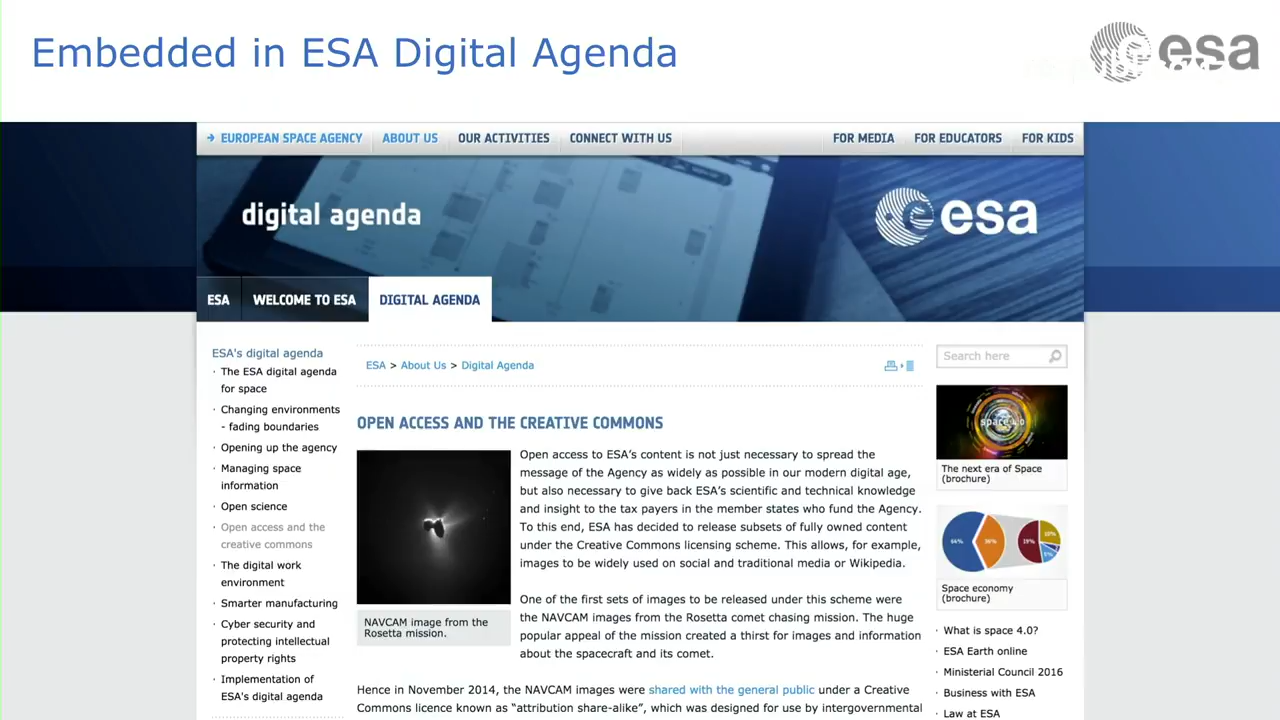 Embedded in ESA Digital Agenda
esa
EUROPEAN SPACE AGENCY
ABOUT US
OUR ACTIVITIES
CONNECT WITH US
FOR MEDIA
FOR EDUCATORS
FOR KIDS
digital agenda
esa
ESA
WELCOME TO ESA
DIGITAL AGENDA
ESA's digital agenda
· The ESA digital agenda
for space
· Changing environments
- fading boundaries
· Opening up the agency
· Managing space
information
· Open science
· Open access and the
creative commons
· The digital work
environment
· Smarter manufacturing
· Cyber security and
protecting intellectual
property rights
· Implementation of
ESA's digital agenda
ESA > About Us > Digital Agenda
OPEN ACCESS AND THE CREATIVE COMMONS
NAVCAM image from the
Rosetta mission.
Open access to ESA’s content is not just necessary to spread the
message of the Agency as widely as possible in our modern digital age,
but also necessary to give back ESA’s scientific and technical knowledge
and insight to the tax payers in the member states who fund the Agency.
To this end, ESA has decided to release subsets of fully owned content
under the Creative Commons licensing scheme. This allows, for example,
images to be widely used on social and traditional media or Wikipedia.
One of the first sets of images to be released under this scheme were
the NAVCAM images from the Rosetta comet chasing mission. The huge
popular appeal of the mission created a thirst for images and information
about the spacecraft and its comet.
Hence in November 2014, the NAVCAM images were shared with the general public under a Creative
Commons licence known as “attribution share-alike”, which was designed for use by intergovernmental
Search here
space 4.0
The next era of Space
(brochure)
Space economy
(brochure)
· What is space 4.0?
· ESA Earth online
· Ministerial Council 2016
· Business with ESA
· Law at ESA